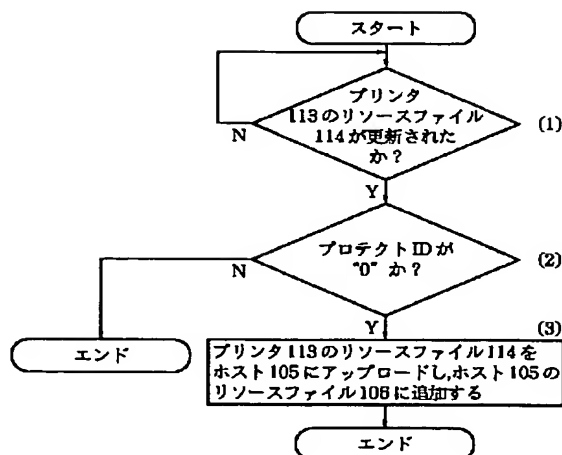 スタート
プリンタ
113のリソースファイル
114が更新された
か？
N
(1)
Y
プロテクトIDが
"0" か？
N
(2)
Y
(3)
エンド
プリンタ113のリソースファイル114を
ホスト105にアップロードし,ホスト105の
リソースファイル106に追加する
エンド